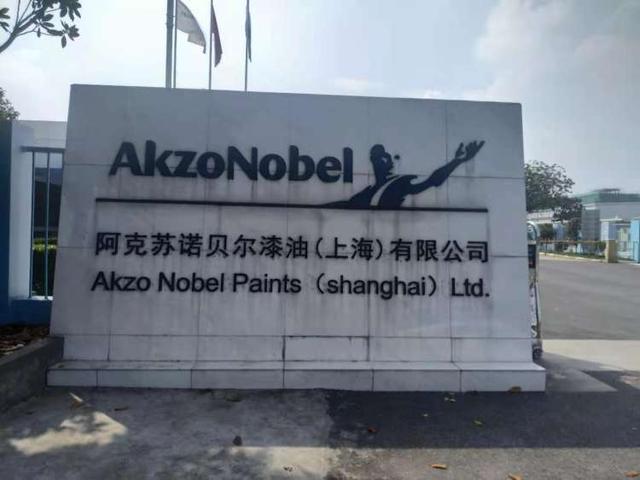 AkzoNobel
阿克苏诺贝尔漆油(上海)有限公司
Akzo Nobel Paints（shanghai）Ltd.